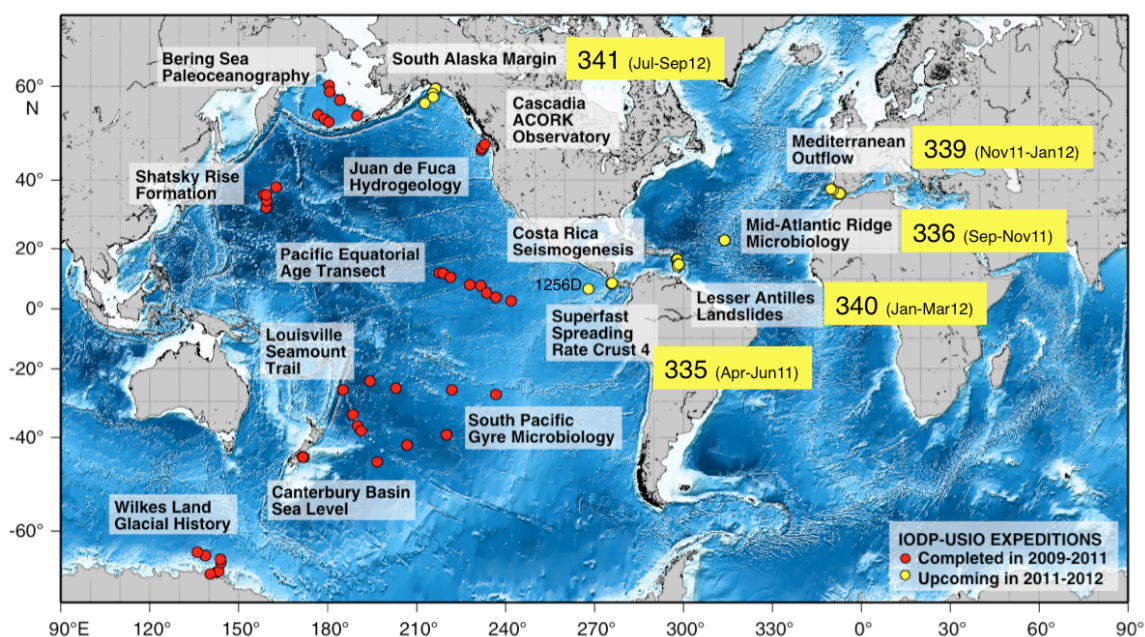 Bering Sea
Paleoceanography
South Alaska Margin
341 (Jul-Sep12)
Cascadia
ACORK
Observatory
Mediterranean
Outflow
339 (Nov11-Jan12)
Shatsky Rise
Formation
Juan de Fuca
Hydrogeology
Costa Rica
Seismogenesis
Mid-Atlantic Ridge
Microbiology
336 (Sep-Nov11)
Pacific Equatorial
Age Transect
1256D
Lesser Antilles
Landslides
340 (Jan-Mar12)
Superfast
Spreading
Rate Crust 4
335 (Apr-Jun11)
Louisville
Seamount
Trail
South Pacific
Gyre Microbiology
Canterbury Basin
Sea Level
Wilkes Land
Glacial History
IODP-USIO EXPEDITIONS
Completed in 2009-2011
Upcoming in 2011-2012
60°
N
40°
20°
0°
-20°
-40°
-60°
90°E 120° 150° 180° 210° 240° 270° 300° 330° 0° 30° 60° 90°